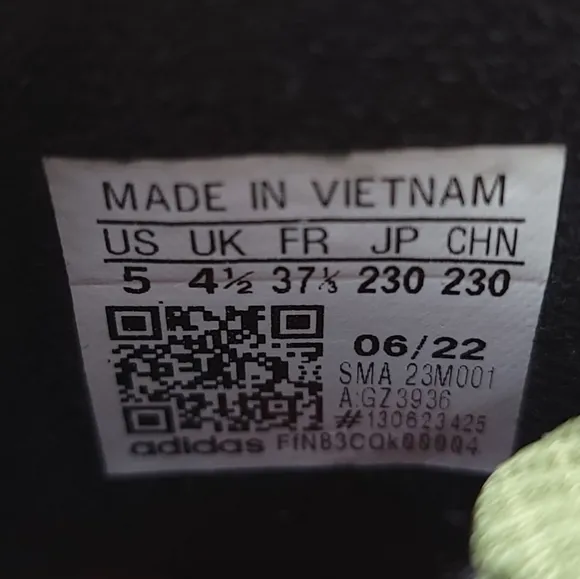 MADE IN VIETNAM
US UK FR JP CHN
5 4½ 37⅓ 230 230
06/22
SMA 23M001
A:GZ3936
#130623425
adidas FfN83CQk00004